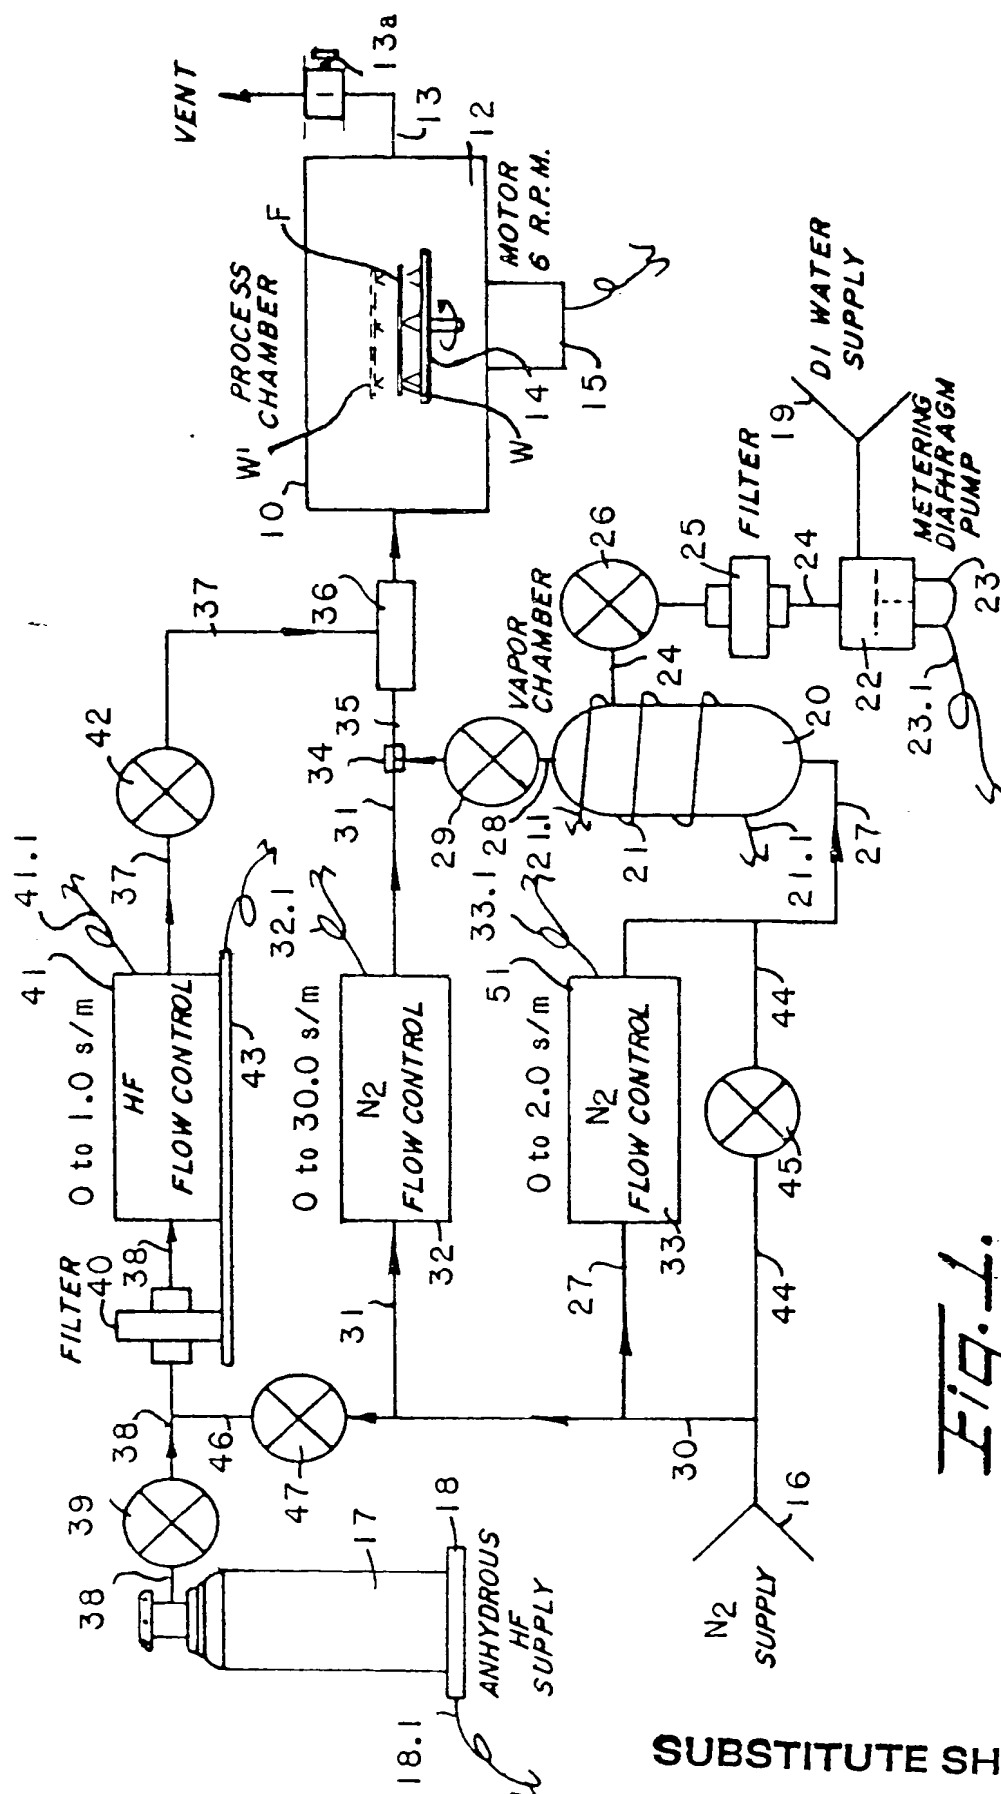 VENT
13a
13
12
PROCESS
CHAMBER
F
W'
10
MOTOR
6 R.P.M.
W
14
15
DI WATER
SUPPLY
19
METERING
DIAPHRAGM
PUMP
FILTER
25
24
26
22
23
23.1
VAPOR
CHAMBER
24
20
21
21.1
21.1
27
28
29
34
35
36
37
37
42
41.1
41
0 to 1.0 s/m
HF
FLOW CONTROL
43
32.1
31
0 to 30.0 s/m
N2
FLOW CONTROL
32
33.1
51
0 to 2.0 s/m
N2
FLOW CONTROL
33
44
45
44
FILTER
40
38
38
39
38
46
47
31
27
30
17
18
18.1
ANHYDROUS
HF
SUPPLY
16
N2
SUPPLY
Fig. 1.
SUBSTITUTE SH